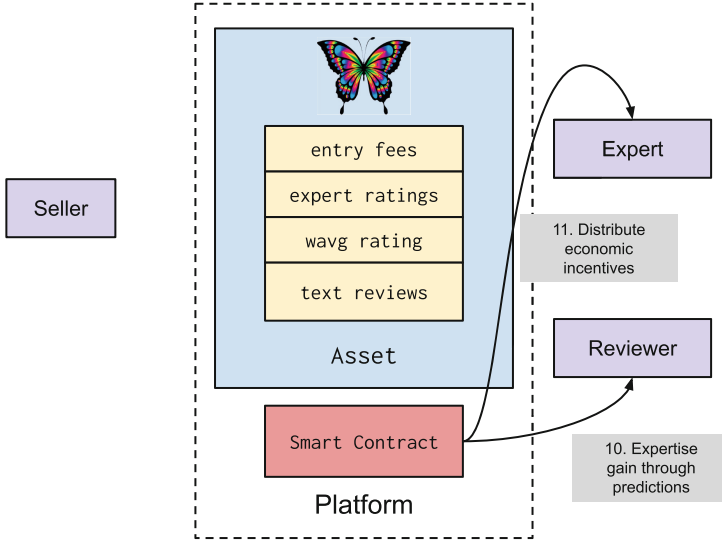 entry fees
expert ratings
wavg rating
text reviews
Asset
Smart Contract
Platform
Seller
Expert
11. Distribute
economic
incentives
Reviewer
10. Expertise
gain through
predictions